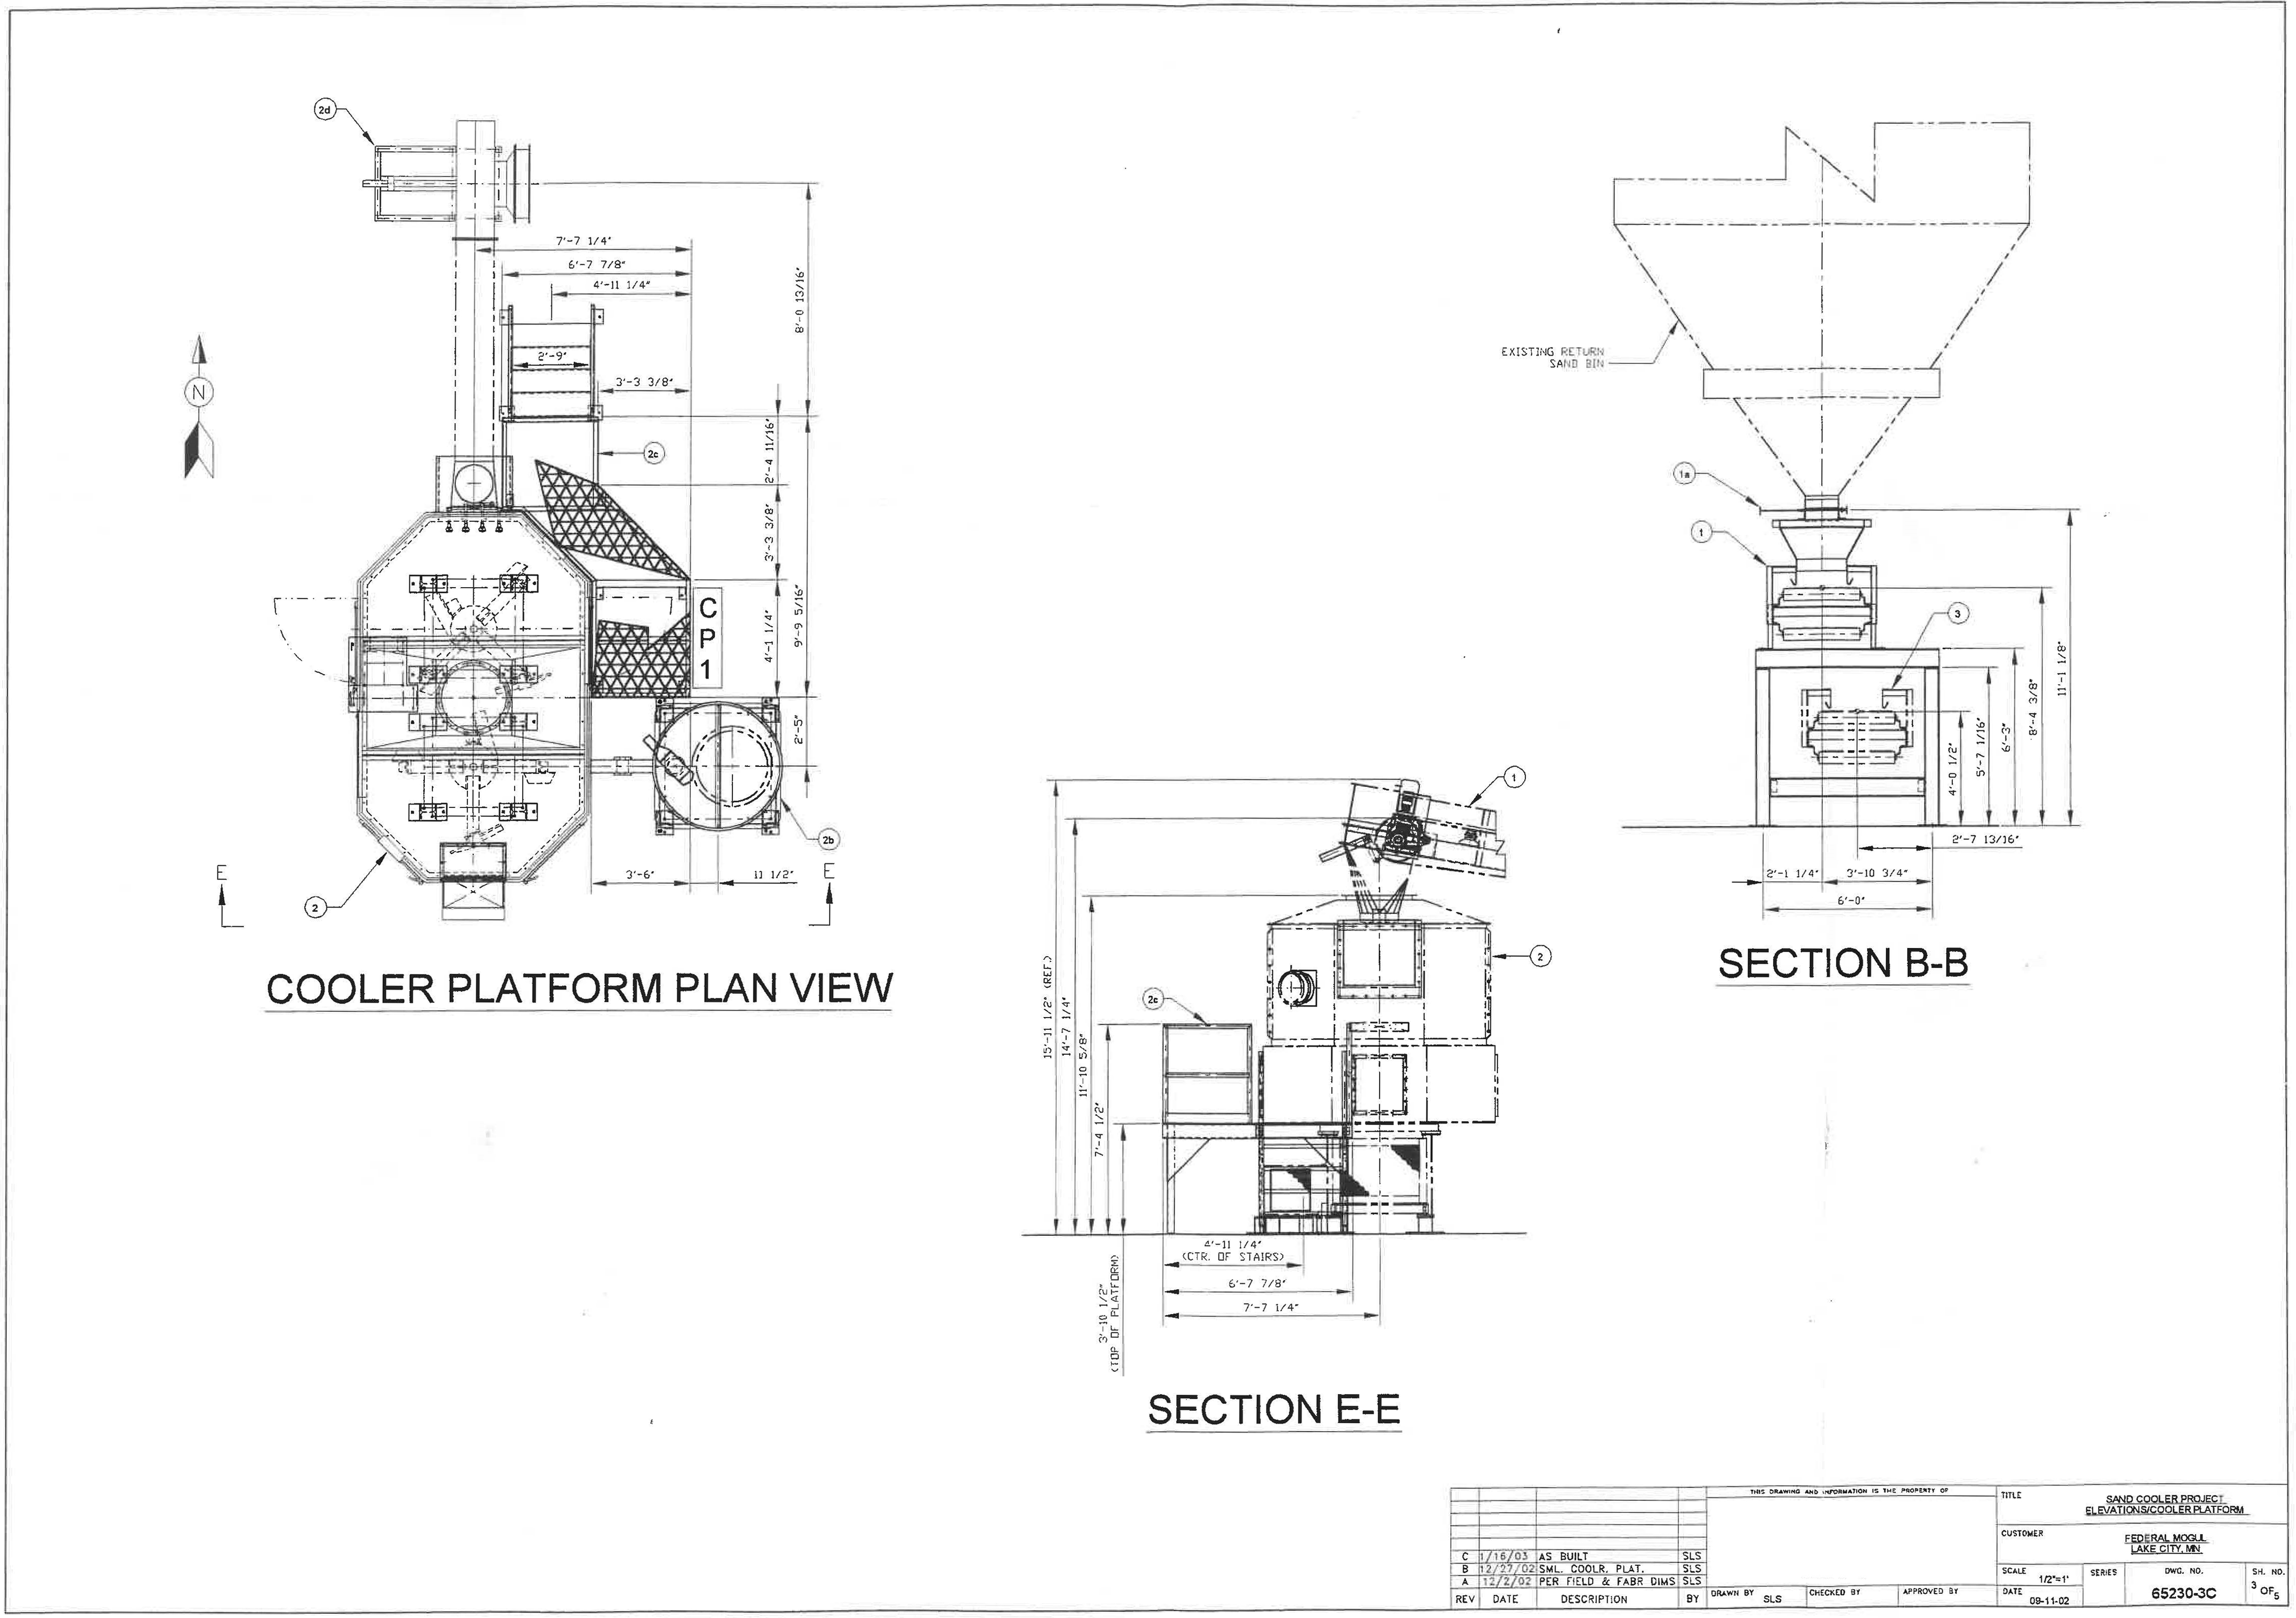 2d
7'-7 1/4"
6'-7 7/8"
4'-11 1/4"
8'-0 13/16"
2'-9"
3'-3 3/8"
N
2'-4 11/16"
2c
3'-3 3/8"
4'-1 1/4"
9'-9 5/16"
C
P
1
2'-5"
2b
E
3'-6"
11 1/2"
E
2
COOLER PLATFORM PLAN VIEW
EXISTING RETURN
SAND BIN
1a
1
3
4'-0 1/2"
5'-7 1/16"
6'-3"
8'-4 3/8"
11'-1 1/8"
2'-7 13/16"
2'-1 1/4"
3'-10 3/4"
6'-0"
SECTION B-B
1
2
2c
15'-11 1/2" (REF.)
14'-7 1/4"
11'-10 5/8"
7'-4 1/2"
3'-10 1/2"
(TOP OF PLATFORM)
4'-11 1/4"
(CTR. OF STAIRS)
6'-7 7/8"
7'-7 1/4"
SECTION E-E
THIS DRAWING AND INFORMATION IS THE PROPERTY OF
TITLE
SAND COOLER PROJECT
ELEVATIONS/COOLER PLATFORM
CUSTOMER
FEDERAL MOGUL
LAKE CITY, MN
C 1/16/03 AS BUILT SLS
B 12/27/02 SML. COOLR. PLAT. SLS
A 12/2/02 PER FIELD & FABR DIMS SLS
REV DATE DESCRIPTION BY
DRAWN BY SLS
CHECKED BY
APPROVED BY
SCALE 1/2"=1'
DATE 09-11-02
SERIES
DWG. NO.
65230-3C
SH. NO.
3 OF 5